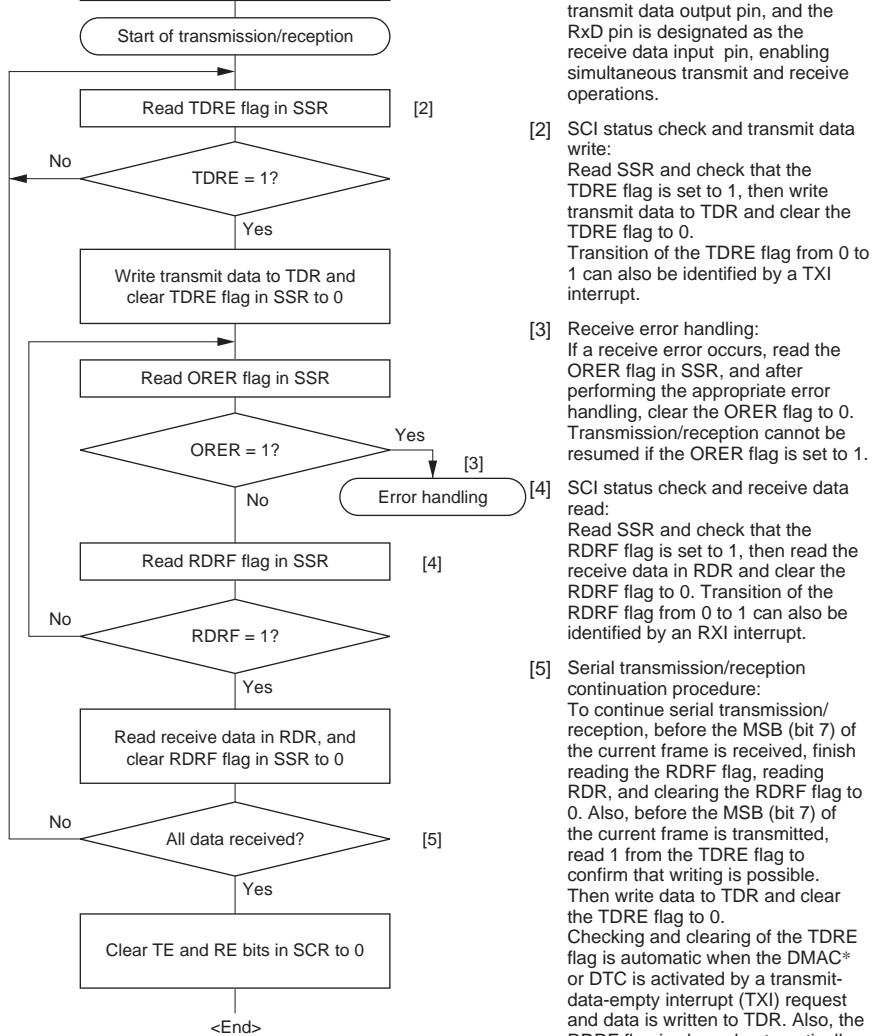 Start of transmission/reception
Read TDRE flag in SSR
[2]
No
TDRE = 1?
Yes
Write transmit data to TDR and
clear TDRE flag in SSR to 0
Read ORER flag in SSR
ORER = 1?
Yes
[3]
No
Error handling
Read RDRF flag in SSR
[4]
No
RDRF = 1?
Yes
Read receive data in RDR, and
clear RDRF flag in SSR to 0
No
All data received?
[5]
Yes
Clear TE and RE bits in SCR to 0
<End>
transmit data output pin, and the
RxD pin is designated as the
receive data input pin, enabling
simultaneous transmit and receive
operations.
[2] SCI status check and transmit data
write:
Read SSR and check that the
TDRE flag is set to 1, then write
transmit data to TDR and clear the
TDRE flag to 0.
Transition of the TDRE flag from 0 to
1 can also be identified by a TXI
interrupt.
[3] Receive error handling:
If a receive error occurs, read the
ORER flag in SSR, and after
performing the appropriate error
handling, clear the ORER flag to 0.
Transmission/reception cannot be
resumed if the ORER flag is set to 1.
[4] SCI status check and receive data
read:
Read SSR and check that the
RDRF flag is set to 1, then read the
receive data in RDR and clear the
RDRF flag to 0. Transition of the
RDRF flag from 0 to 1 can also be
identified by an RXI interrupt.
[5] Serial transmission/reception
continuation procedure:
To continue serial transmission/
reception, before the MSB (bit 7) of
the current frame is received, finish
reading the RDRF flag, reading
RDR, and clearing the RDRF flag to
0. Also, before the MSB (bit 7) of
the current frame is transmitted,
read 1 from the TDRE flag to
confirm that writing is possible.
Then write data to TDR and clear
the TDRE flag to 0.
Checking and clearing of the TDRE
flag is automatic when the DMAC*
or DTC is activated by a transmit-
data-empty interrupt (TXI) request
and data is written to TDR. Also, the